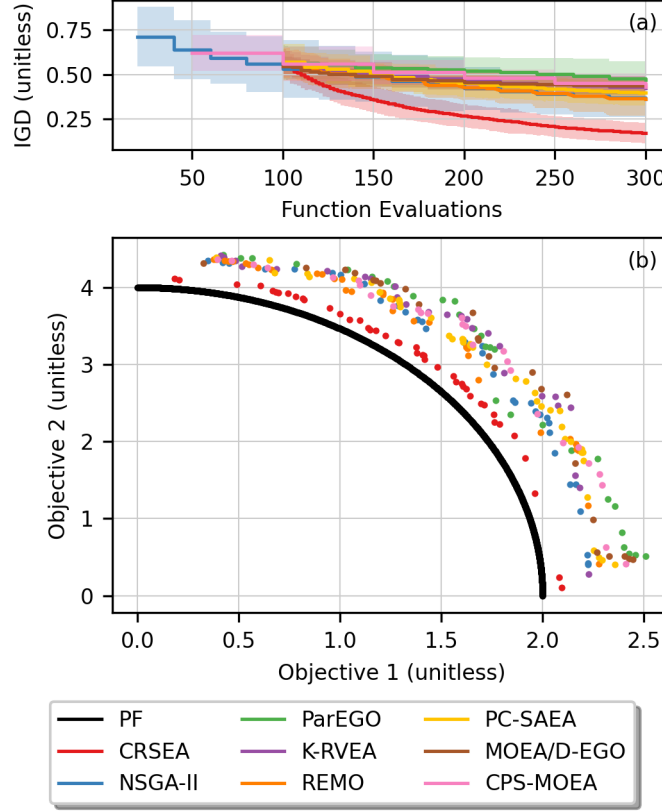 (a)
IGD (unitless)
0.75
0.50
0.25
50 100 150 200 250 300
Function Evaluations
(b)
Objective 2 (unitless)
4
3
2
1
0
0.0 0.5 1.0 1.5 2.0 2.5
Objective 1 (unitless)
PF ParEGO PC-SAEA
CRSEA K-RVEA MOEA/D-EGO
NSGA-II REMO CPS-MOEA